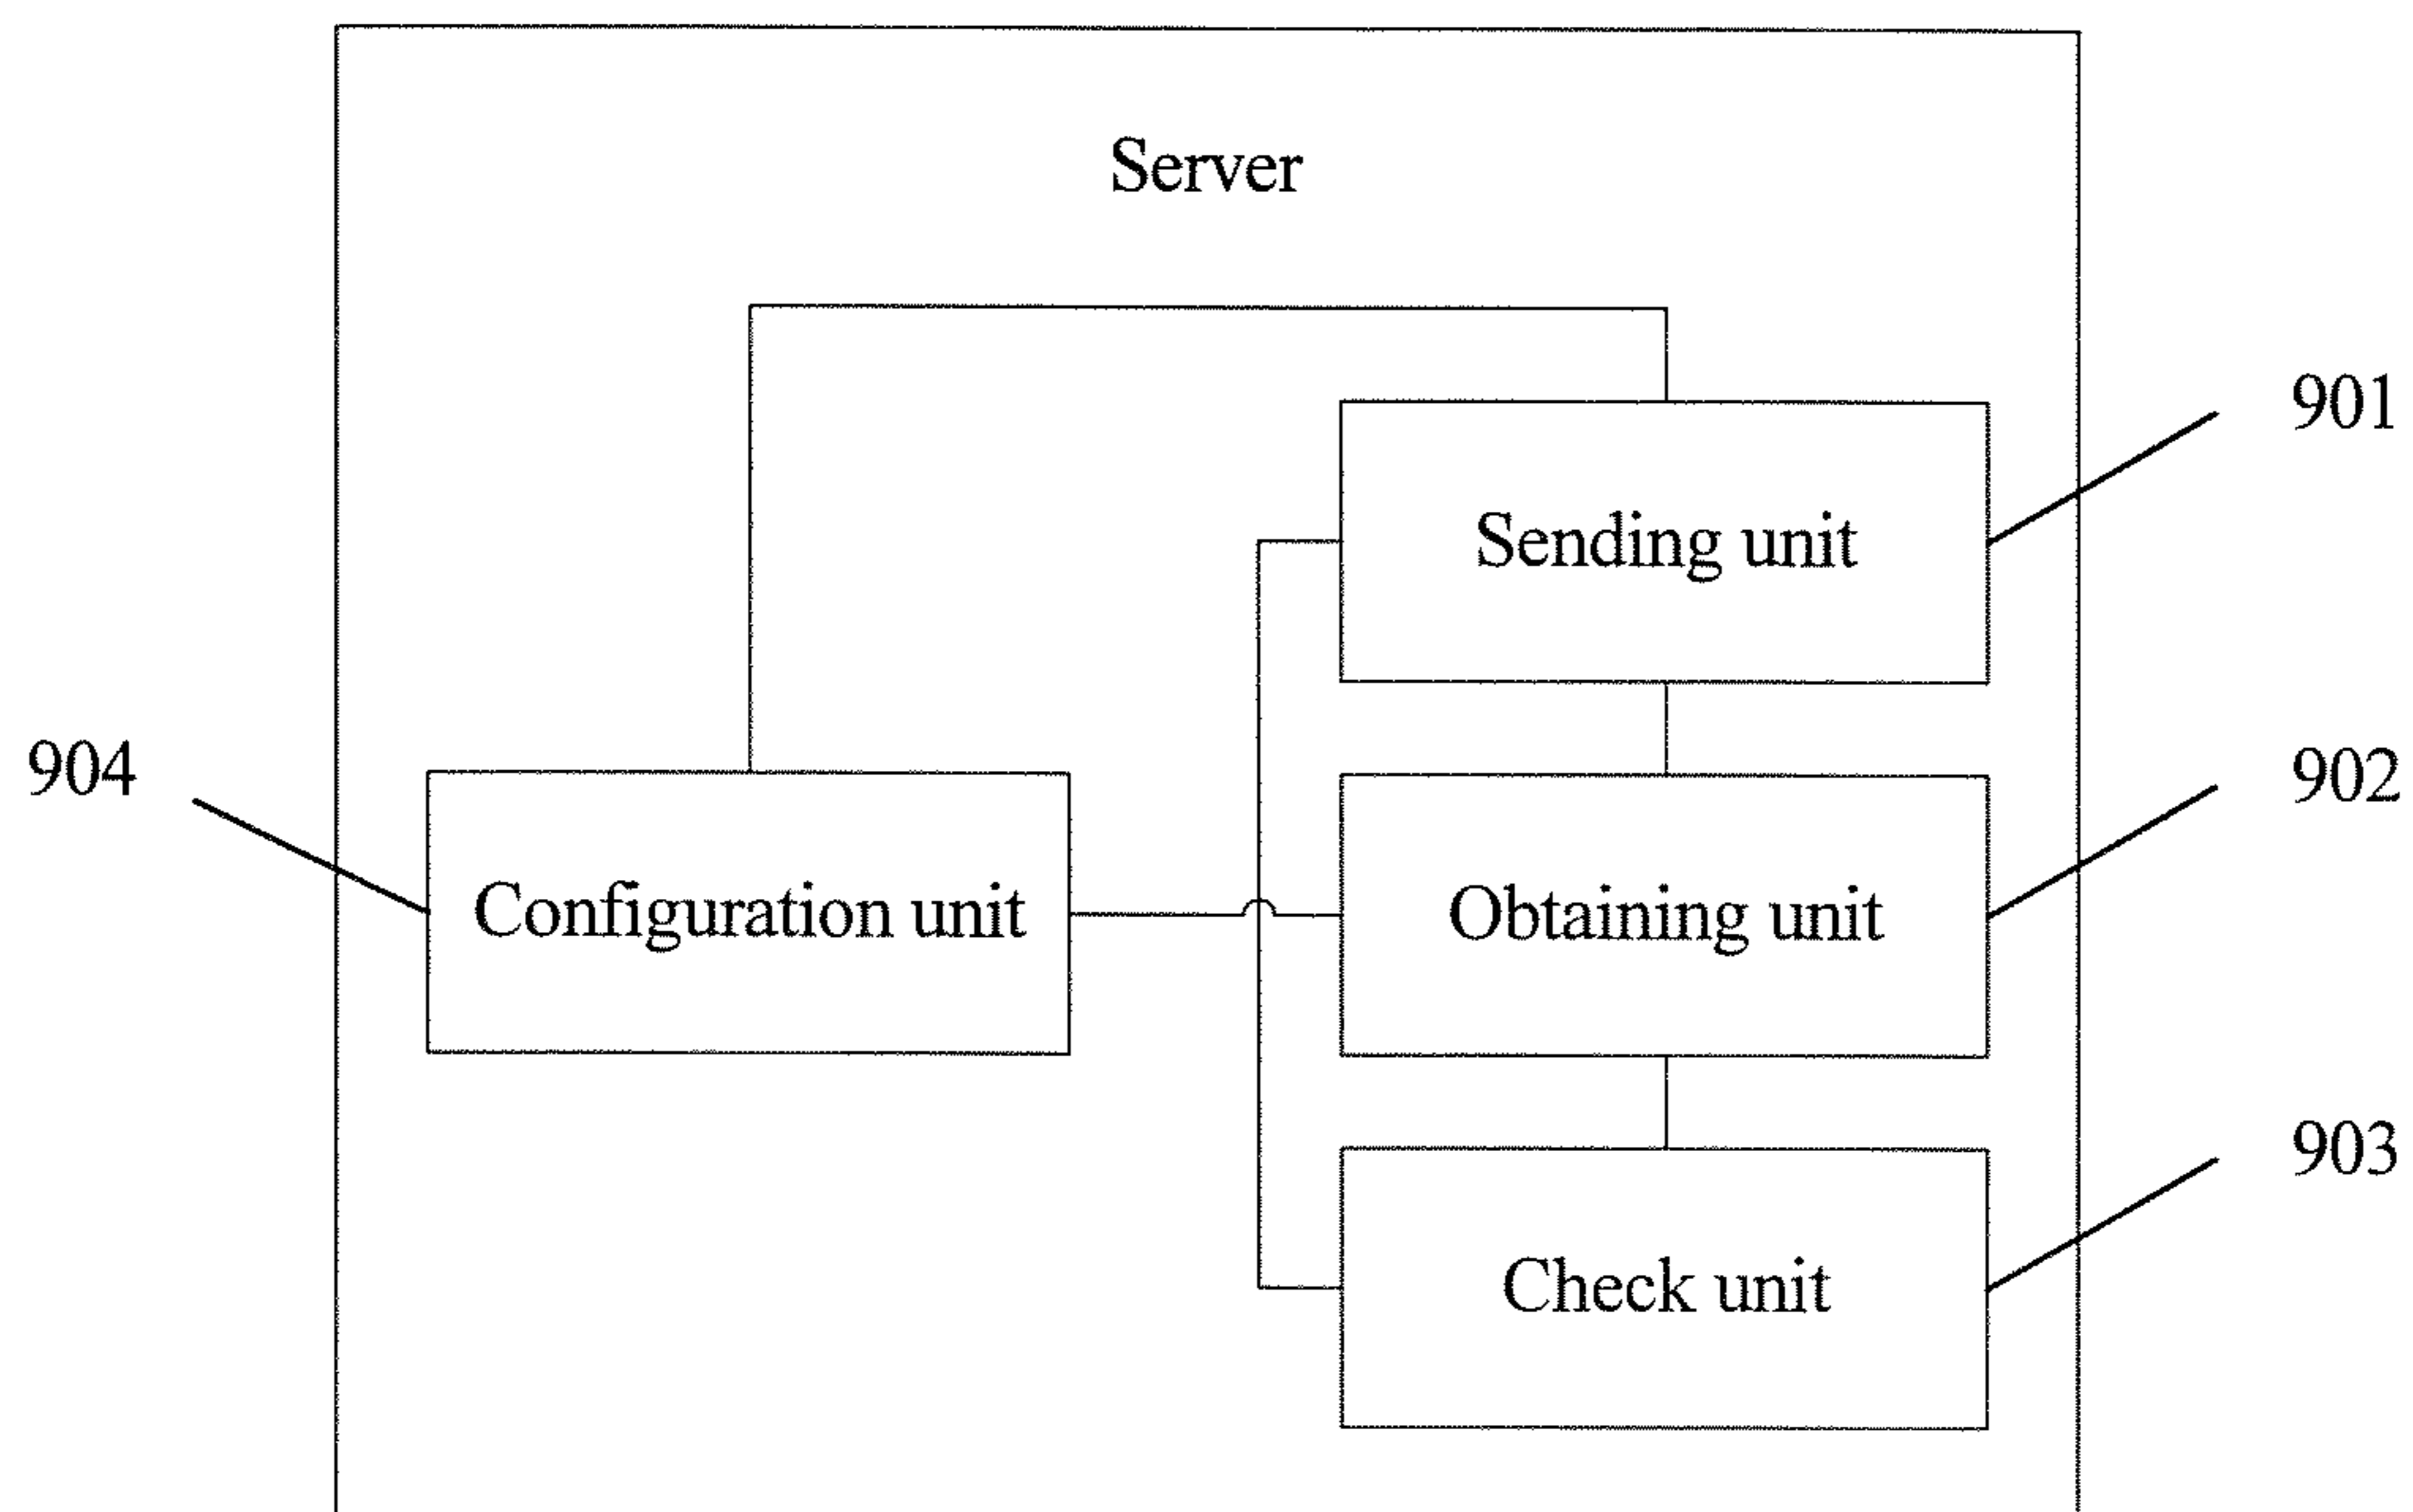 Server
901
Sending unit
904
902
Configuration unit
Obtaining unit
903
Check unit